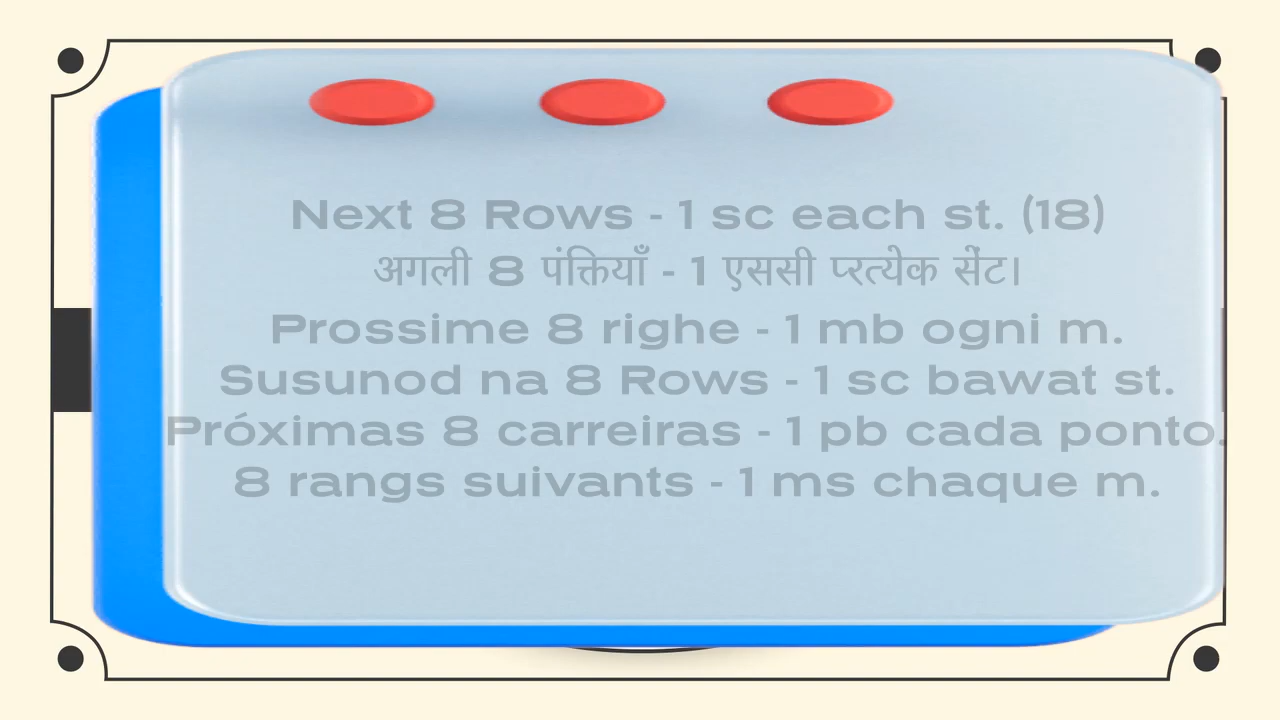 Next 8 Rows - 1 sc each st. (18)
अगली 8 पंक्तियाँ - 1 एससी प्रत्येक सेंट।
Prossime 8 righe - 1 mb ogni m.
Susunod na 8 Rows - 1 sc bawat st.
Próximas 8 carreiras - 1 pb cada ponto.
8 rangs suivants - 1 ms chaque m.